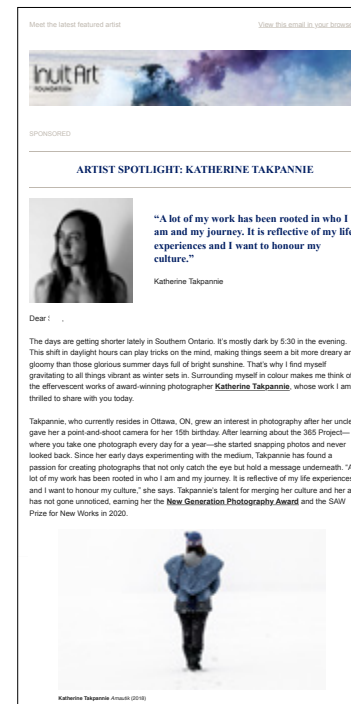 Meet the latest featured artist
View this email in your browse
Inuit Art
FOUNDATION
SPONSORED
ARTIST SPOTLIGHT: KATHERINE TAKPANNIE
“A lot of my work has been rooted in who I
am and my journey. It is reflective of my life
experiences and I want to honour my
culture.”
Katherine Takpannie
Dear
The days are getting shorter lately in Southern Ontario. It's mostly dark by 5:30 in the evening.
This shift in daylight hours can play tricks on the mind, making things seem a bit more dreary an
gloomy than those glorious summer days full of bright sunshine. That's why I find myself
gravitating to all things vibrant as winter sets in. Surrounding myself in colour makes me think of
the effervescent works of award-winning photographer Katherine Takpannie, whose work I am
thrilled to share with you today.
Takpannie, who currently resides in Ottawa, ON, grew an interest in photography after her uncle
gave her a point-and-shoot camera for her 15th birthday. After learning about the 365 Project—
where you take one photograph every day for a year—she started snapping photos and never
looked back. Since her early days experimenting with the medium, Takpannie has found a
passion for creating photographs that not only catch the eye but hold a message underneath. “A
lot of my work has been rooted in who I am and my journey. It is reflective of my life experiences
and I want to honour my culture,” she says. Takpannie's talent for merging her culture and her a
has not gone unnoticed, earning her the New Generation Photography Award and the SAW
Prize for New Works in 2020.
Katherine Takpannie Amautik (2018)